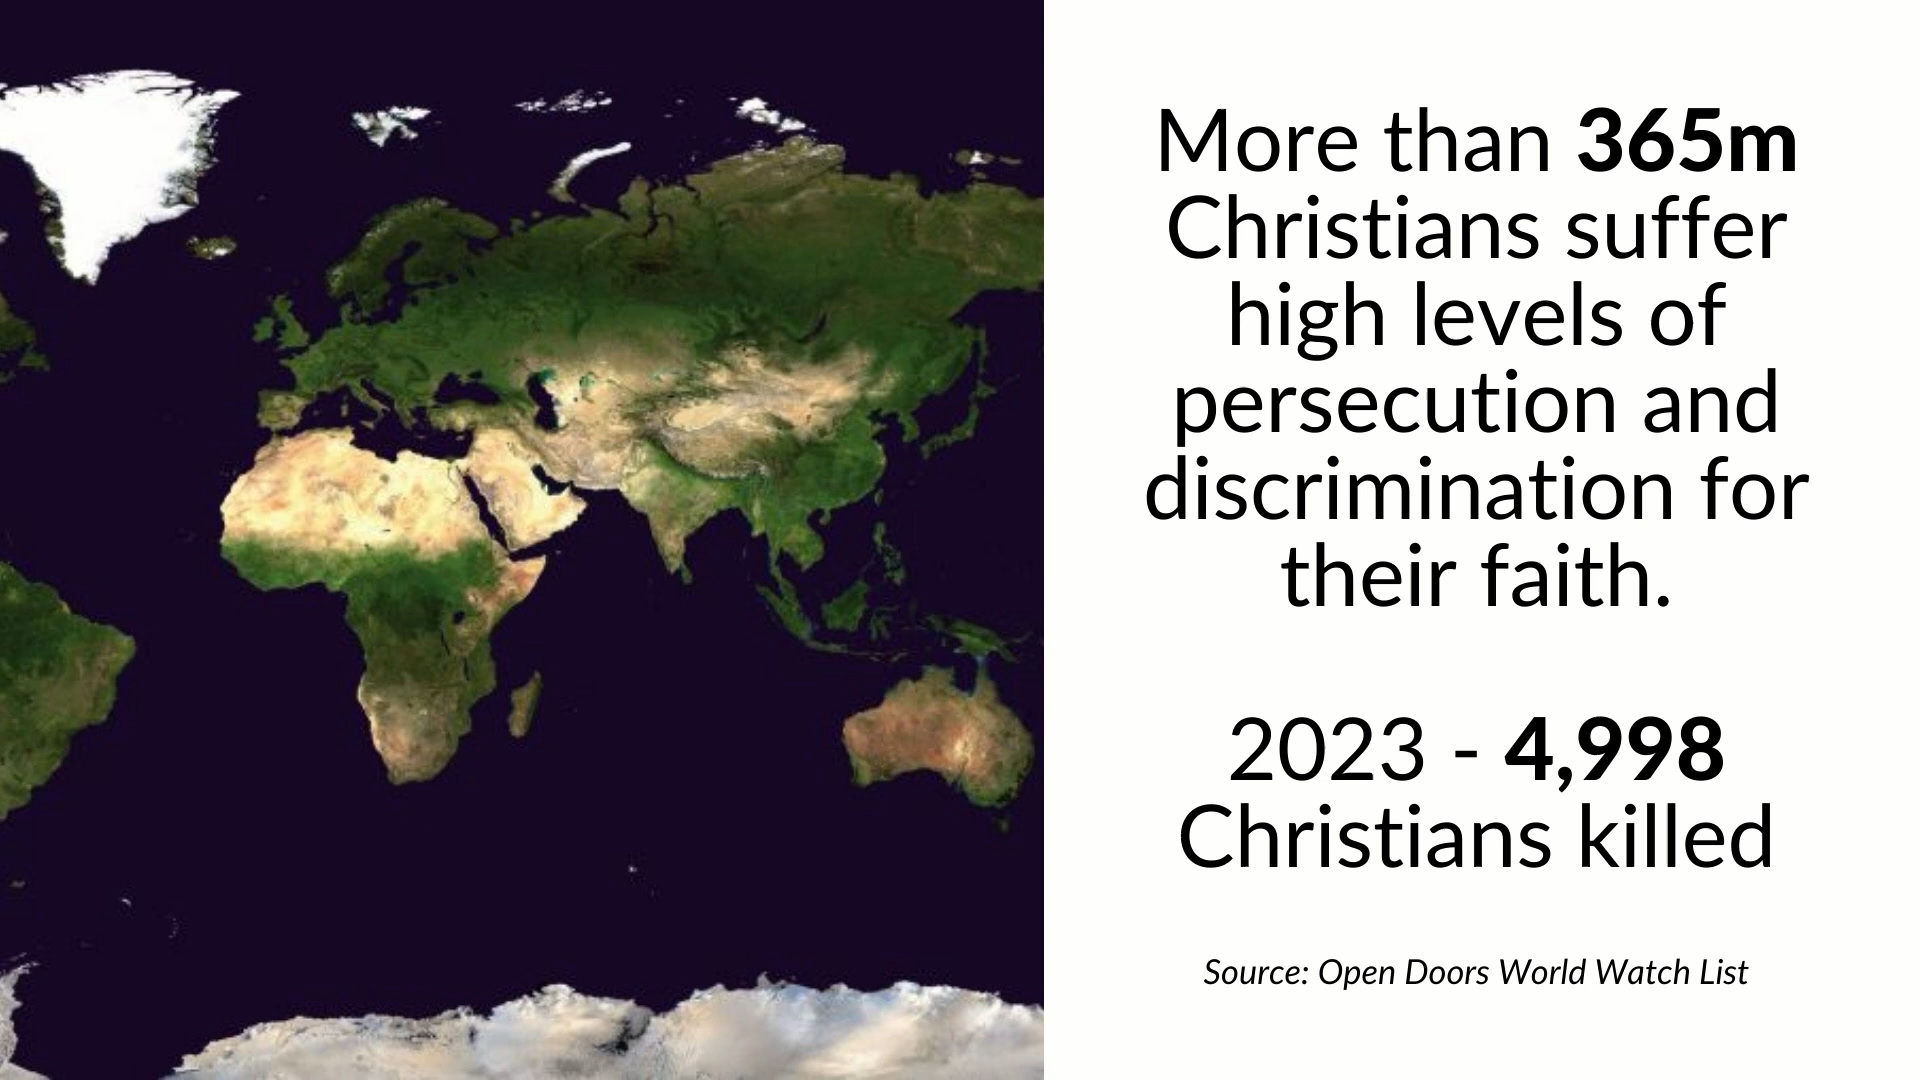 More than 365m
Christians suffer
high levels of
persecution and
discrimination for
their faith.
2023 - 4,998
Christians killed
Source: Open Doors World Watch List